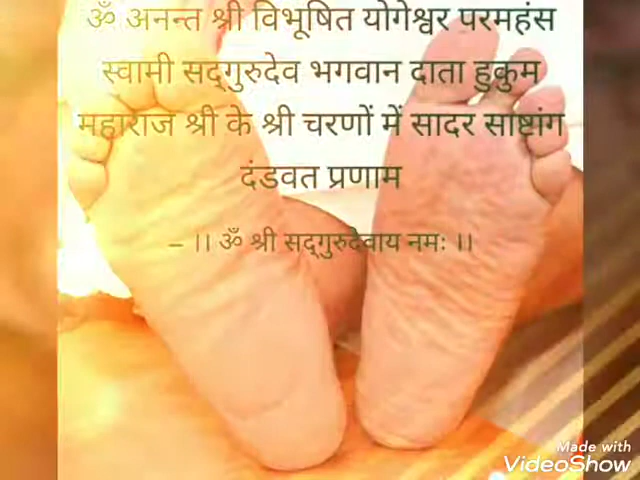 ॐ अनन्त श्री विभूषित योगेश्वर परमहंस
स्वामी सद्गुरुदेव भगवान दाता हुकुम
महाराज श्री के श्री चरणों में सादर साष्टांग
दंडवत प्रणाम
– ।। ॐ श्री सद्गुरुदेवाय नमः ।।
Made with
VideoShow